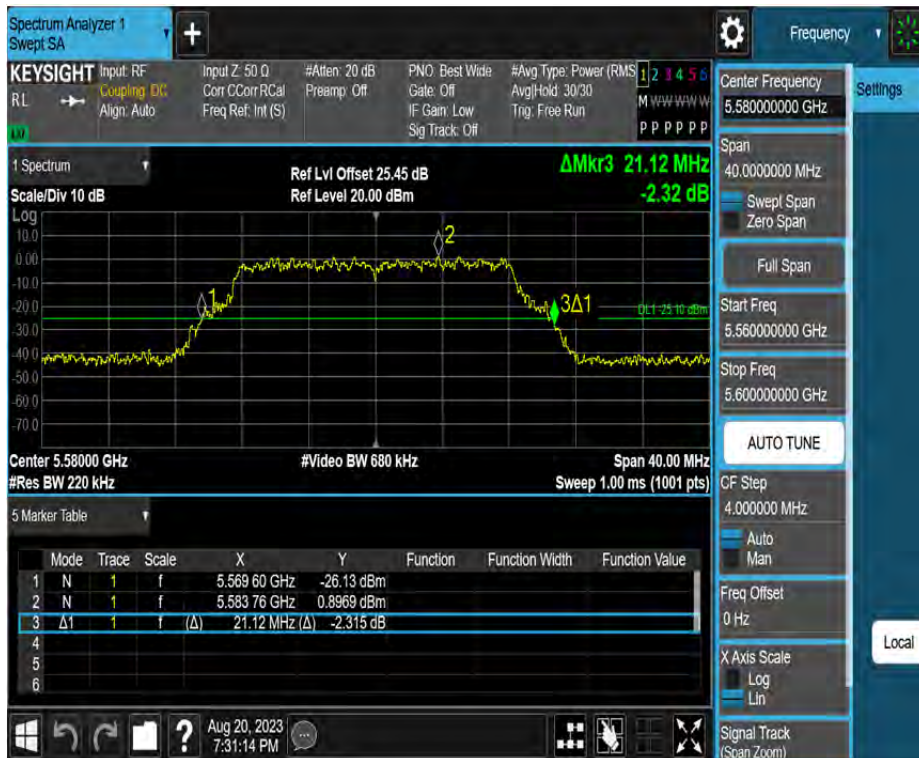 Spectrum Analyzer 1
Swept SA
+
Frequency
KEYSIGHT
RL
LXI
Input: RF
Coupling: DC
Align: Auto
Input Z: 50 Ω
Corr CCorr RCal
Freq Ref: Int (S)
#Atten: 20 dB
Preamp: Off
PNO: Best Wide
Gate: Off
IF Gain: Low
Sig Track: Off
#Avg Type: Power (RMS
Avg|Hold: 30/30
Trig: Free Run
1 2 3 4 5 6
M W W W W W
P P P P P P
1 Spectrum
Scale/Div 10 dB
Ref Lvl Offset 25.45 dB
Ref Level 20.00 dBm
ΔMkr3 21.12 MHz
-2.32 dB
Log
10.0
0.00
-10.0
-20.0
-30.0
-40.0
-50.0
-60.0
-70.0
1
2
3Δ1
DL1 -25.10 dBm
Center 5.58000 GHz
#Video BW 680 kHz
Span 40.00 MHz
#Res BW 220 kHz
Sweep 1.00 ms (1001 pts)
5 Marker Table
Mode Trace Scale X Y Function Function Width Function Value
1 N 1 f 5.569 60 GHz -26.13 dBm
2 N 1 f 5.583 76 GHz 0.8969 dBm
3 Δ1 1 f (Δ) 21.12 MHz (Δ) -2.315 dB
4
5
6
?
Aug 20, 2023
7:31:14 PM
Center Frequency
5.580000000 GHz
Span
40.0000000 MHz
Swept Span
Zero Span
Full Span
Start Freq
5.560000000 GHz
Stop Freq
5.600000000 GHz
AUTO TUNE
CF Step
4.000000 MHz
Auto
Man
Freq Offset
0 Hz
X Axis Scale
Log
Lin
Signal Track
(Span Zoom)
Settings
Local